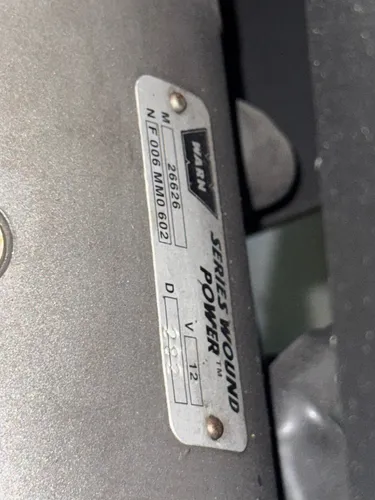 WARN
SERIES WOUND
POWER™
M 26626 V 12
N F 006 MM0 602 D